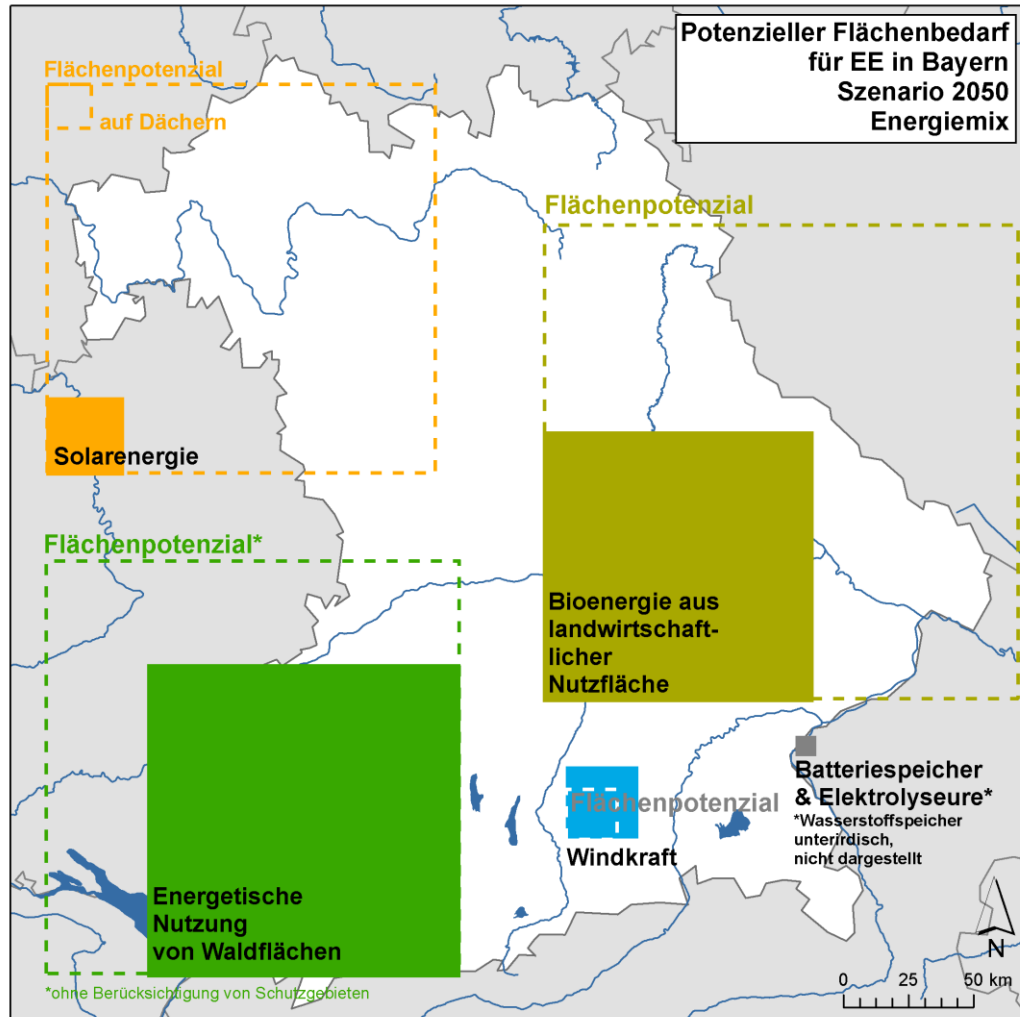 Potenzieller Flächenbedarf
für EE in Bayern
Szenario 2050
Energiemix
Flächenpotenzial
auf Dächern
Flächenpotenzial
Solarenergie
Flächenpotenzial*
Bioenergie aus
landwirtschaft-
licher
Nutzfläche
Flächenpotenzial
Windkraft
Batteriespeicher
& Elektrolyseure*
*Wasserstoffspeicher
unterirdisch,
nicht dargestellt
Energetische
Nutzung
von Waldflächen
*ohne Berücksichtigung von Schutzgebieten
N
0 25 50 km